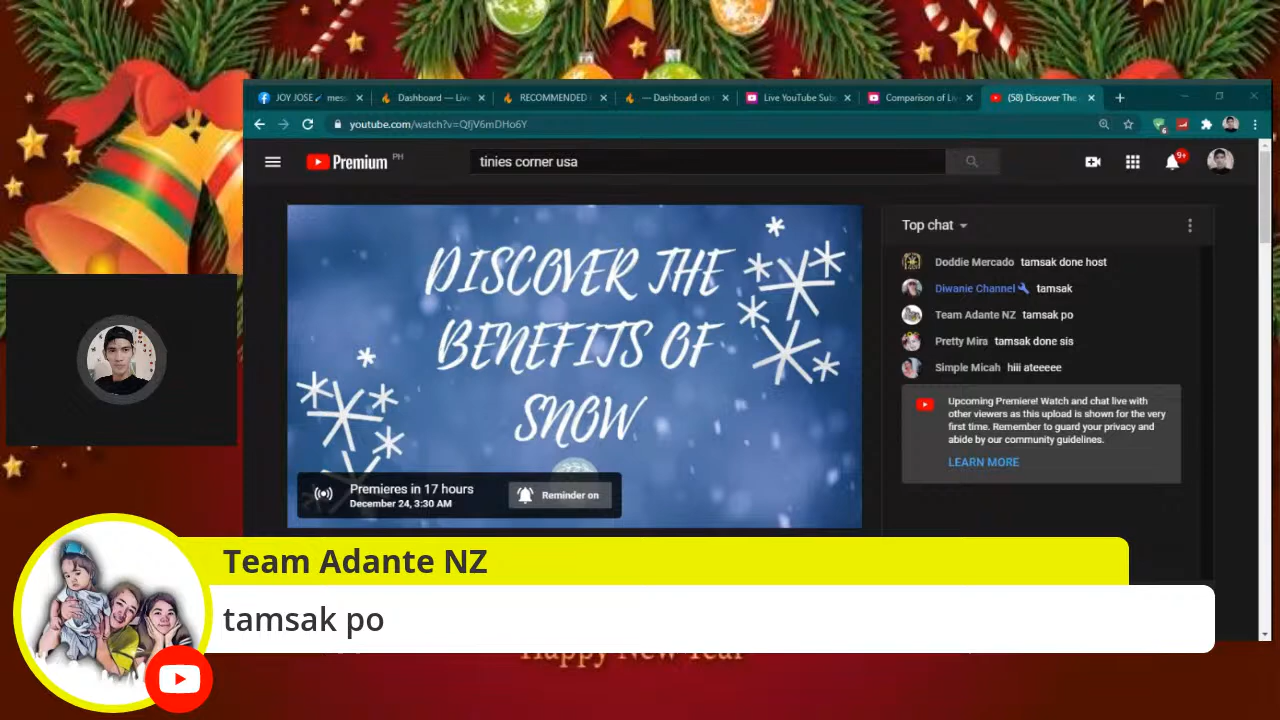 JOY JOSE
Dashboard — Live
RECOMMENDED
— Dashboard on
Live YouTube Subs
Comparison of Liv
(58) Discover The
youtube.com/watch?v=QfjV6mDHo6Y
Premium PH
tinies corner usa
9+
DISCOVER THE
BENEFITS OF
SNOW
Premieres in 17 hours
December 24, 3:30 AM
Reminder on
Top chat
Doddie Mercado tamsak done host
Diwanie Channel tamsak
Team Adante NZ tamsak po
Pretty Mira tamsak done sis
Simple Micah hiii ateeeee
Upcoming Premiere! Watch and chat live with
other viewers as this upload is shown for the very
first time. Remember to guard your privacy and
abide by our community guidelines.
LEARN MORE
Team Adante NZ
tamsak po
Happy New Year